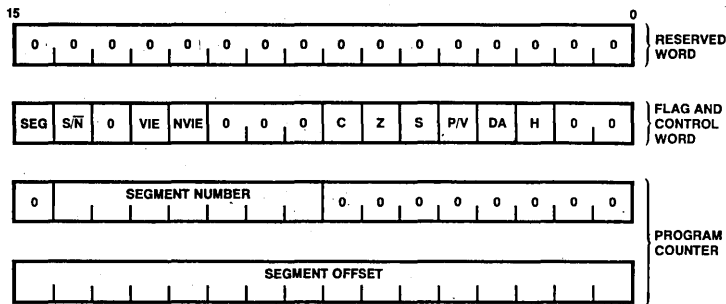 15 0
0 0 0 0 0 0 0 0 0 0 0 0 0 0 0 0
RESERVED
WORD
SEG S/N̅ 0 VIE NVIE 0 0 0 C Z S P/V DA H 0 0
FLAG AND
CONTROL
WORD
0 SEGMENT NUMBER 0 0 0 0 0 0 0 0
PROGRAM
COUNTER
SEGMENT OFFSET